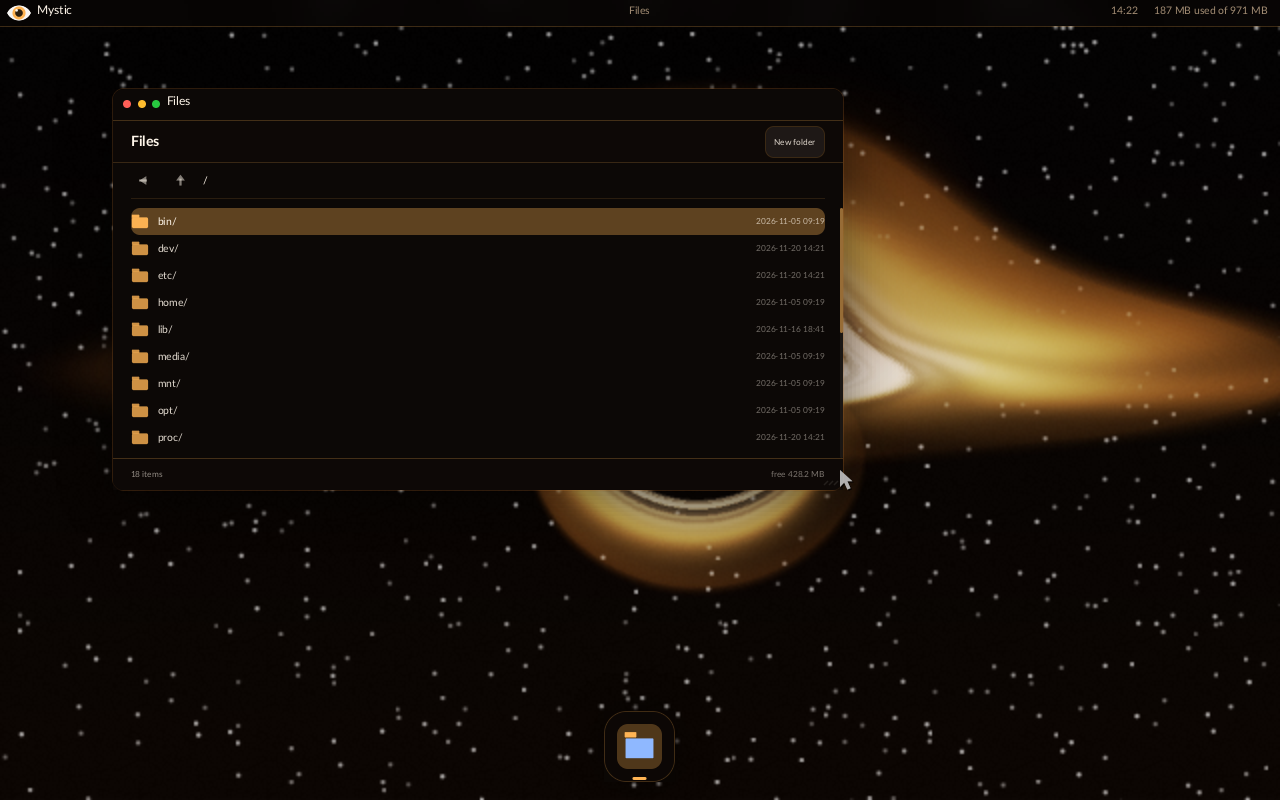 Mystic Files 14:22 187 MB used of 971 MB
Files
Files New folder
/
bin/ 2026-11-05 09:19
dev/ 2026-11-20 14:21
etc/ 2026-11-20 14:21
home/ 2026-11-05 09:19
lib/ 2026-11-16 18:41
media/ 2026-11-05 09:19
mnt/ 2026-11-05 09:19
opt/ 2026-11-05 09:19
proc/ 2026-11-20 14:21
18 items free 428.2 MB